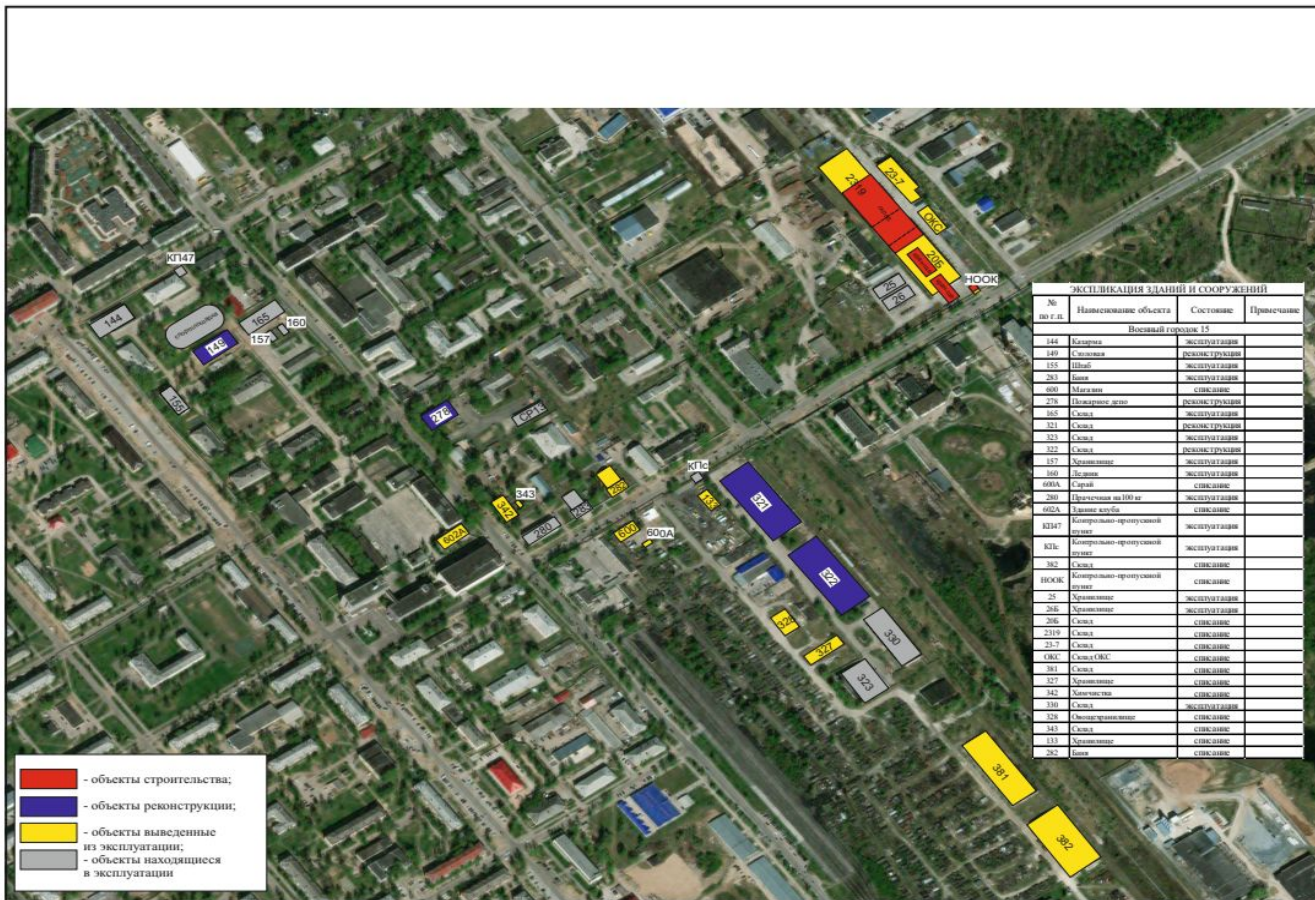 КП47
144
спортплощ
165
160
157
149
155
278
СР13
342
343
602А
280
283
282
600
600А
КПс
133
321
322
328
327
330
323
381
382
2319
23-7
ОКС
20Б
НООК
25
26
ЭКСПЛИКАЦИЯ ЗДАНИЙ И СООРУЖЕНИЙ
№ по г.п. Наименование объекта Состояние Примечание
Военный городок 15
144 Казарма эксплуатация
149 Столовая реконструкция
155 Штаб эксплуатация
283 Баня эксплуатация
600 Магазин списание
278 Пожарное депо реконструкция
165 Склад эксплуатация
321 Склад реконструкция
323 Склад эксплуатация
322 Склад реконструкция
157 Хранилище эксплуатация
160 Ледник эксплуатация
600А Сарай списание
280 Прачечная на 100 кг эксплуатация
602А Здание клуба списание
КП47 Контрольно-пропускной пункт эксплуатация
КПс Контрольно-пропускной пункт эксплуатация
382 Склад списание
НООК Контрольно-пропускной пункт списание
25 Хранилище эксплуатация
26Б Хранилище эксплуатация
20Б Склад списание
2319 Склад списание
23-7 Склад списание
ОКС Склад ОКС списание
381 Склад списание
327 Хранилище списание
342 Химчистка списание
330 Склад эксплуатация
328 Овощехранилище списание
343 Склад списание
133 Хранилище списание
282 Баня списание
- объекты строительства;
- объекты реконструкции;
- объекты выведенные
из эксплуатации;
- объекты находящиеся
в эксплуатации